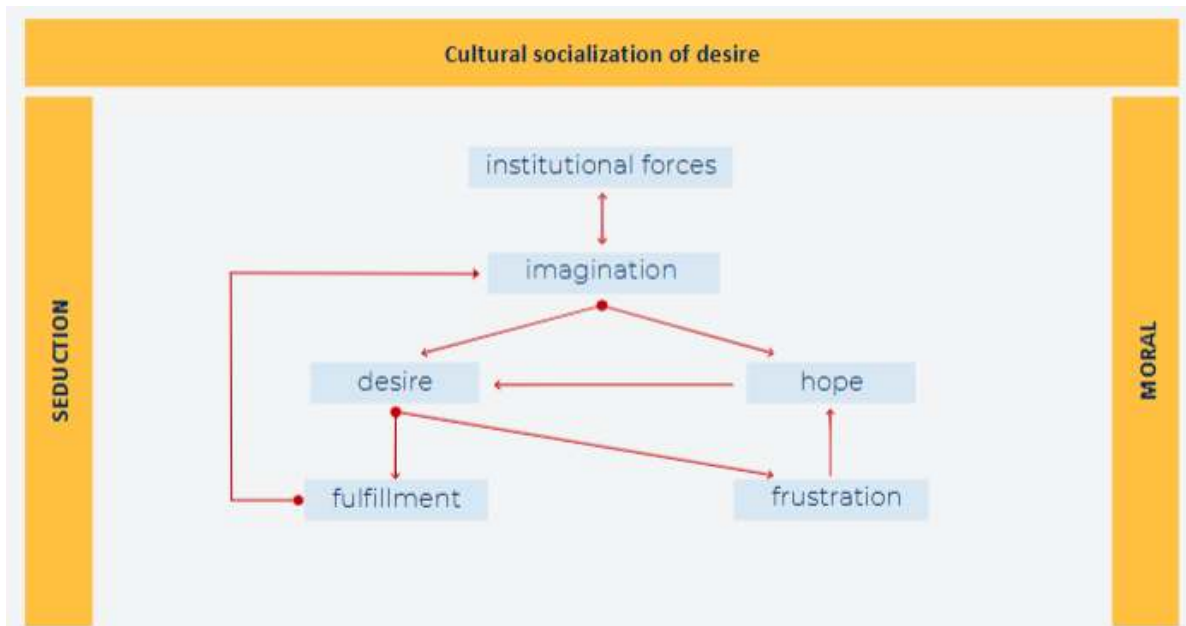 Cultural socialization of desire
institutional forces
imagination
desire
hope
fulfillment
frustration
SEDUCTION
MORAL